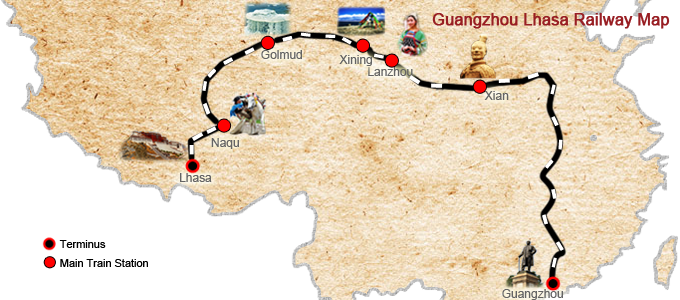 Guangzhou Lhasa Railway Map
Golmud
Xining
Lanzhou
Xian
Naqu
Lhasa
Terminus
Main Train Station
Guangzhou